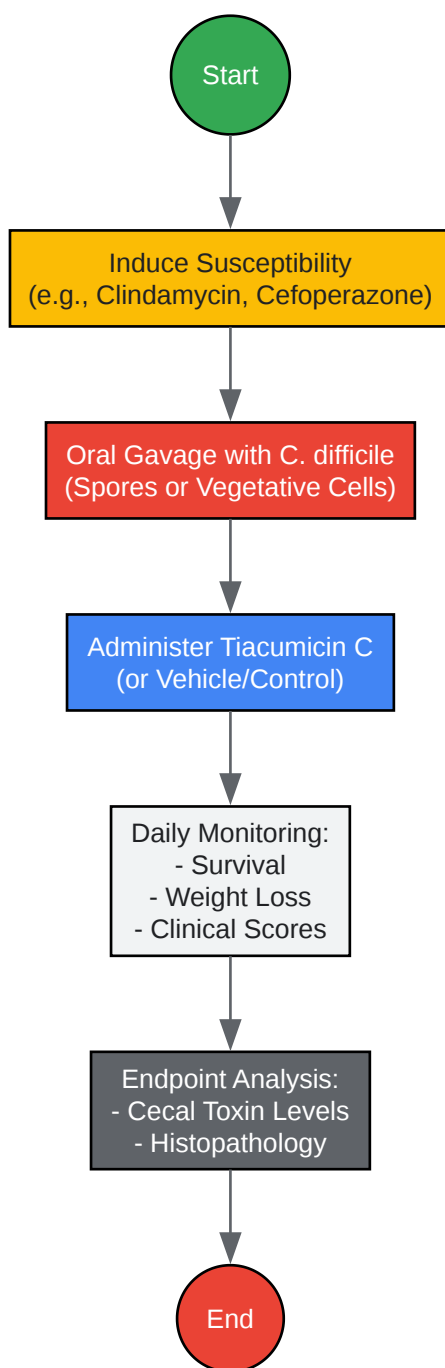 Start
Induce Susceptibility
(e.g., Clindamycin, Cefoperazone)
Oral Gavage with C. difficile
(Spores or Vegetative Cells)
Administer Tiacumicin C
(or Vehicle/Control)
Daily Monitoring:
- Survival
- Weight Loss
- Clinical Scores
Endpoint Analysis:
- Cecal Toxin Levels
- Histopathology
End